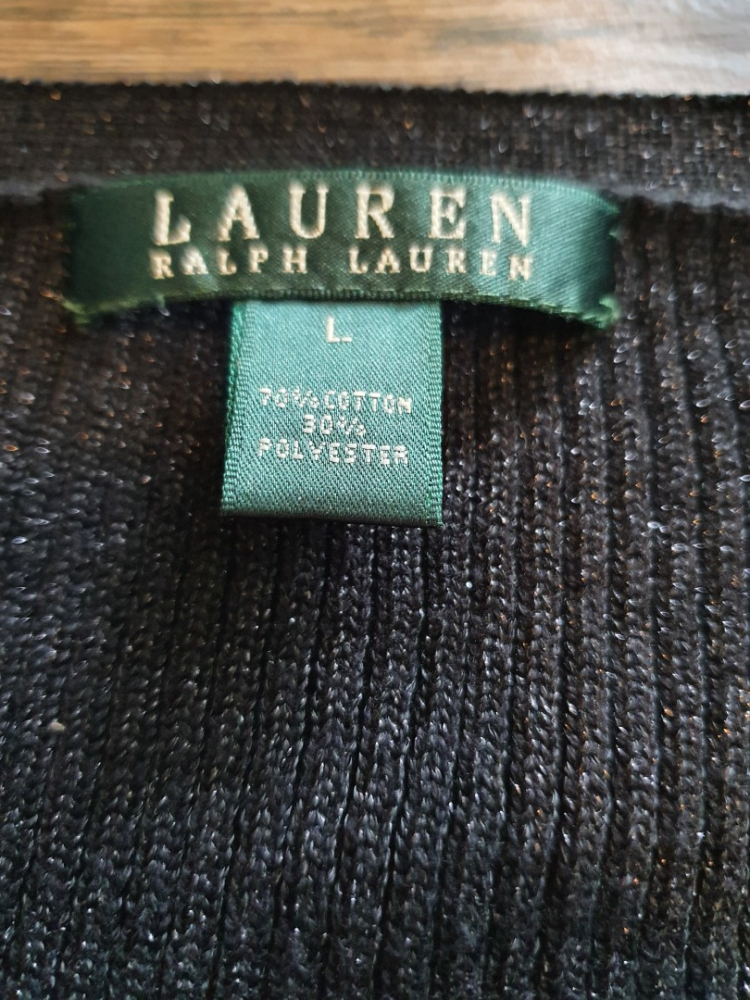 LAUREN
RALPH LAUREN
L
70% COTTON
30%
POLYESTER